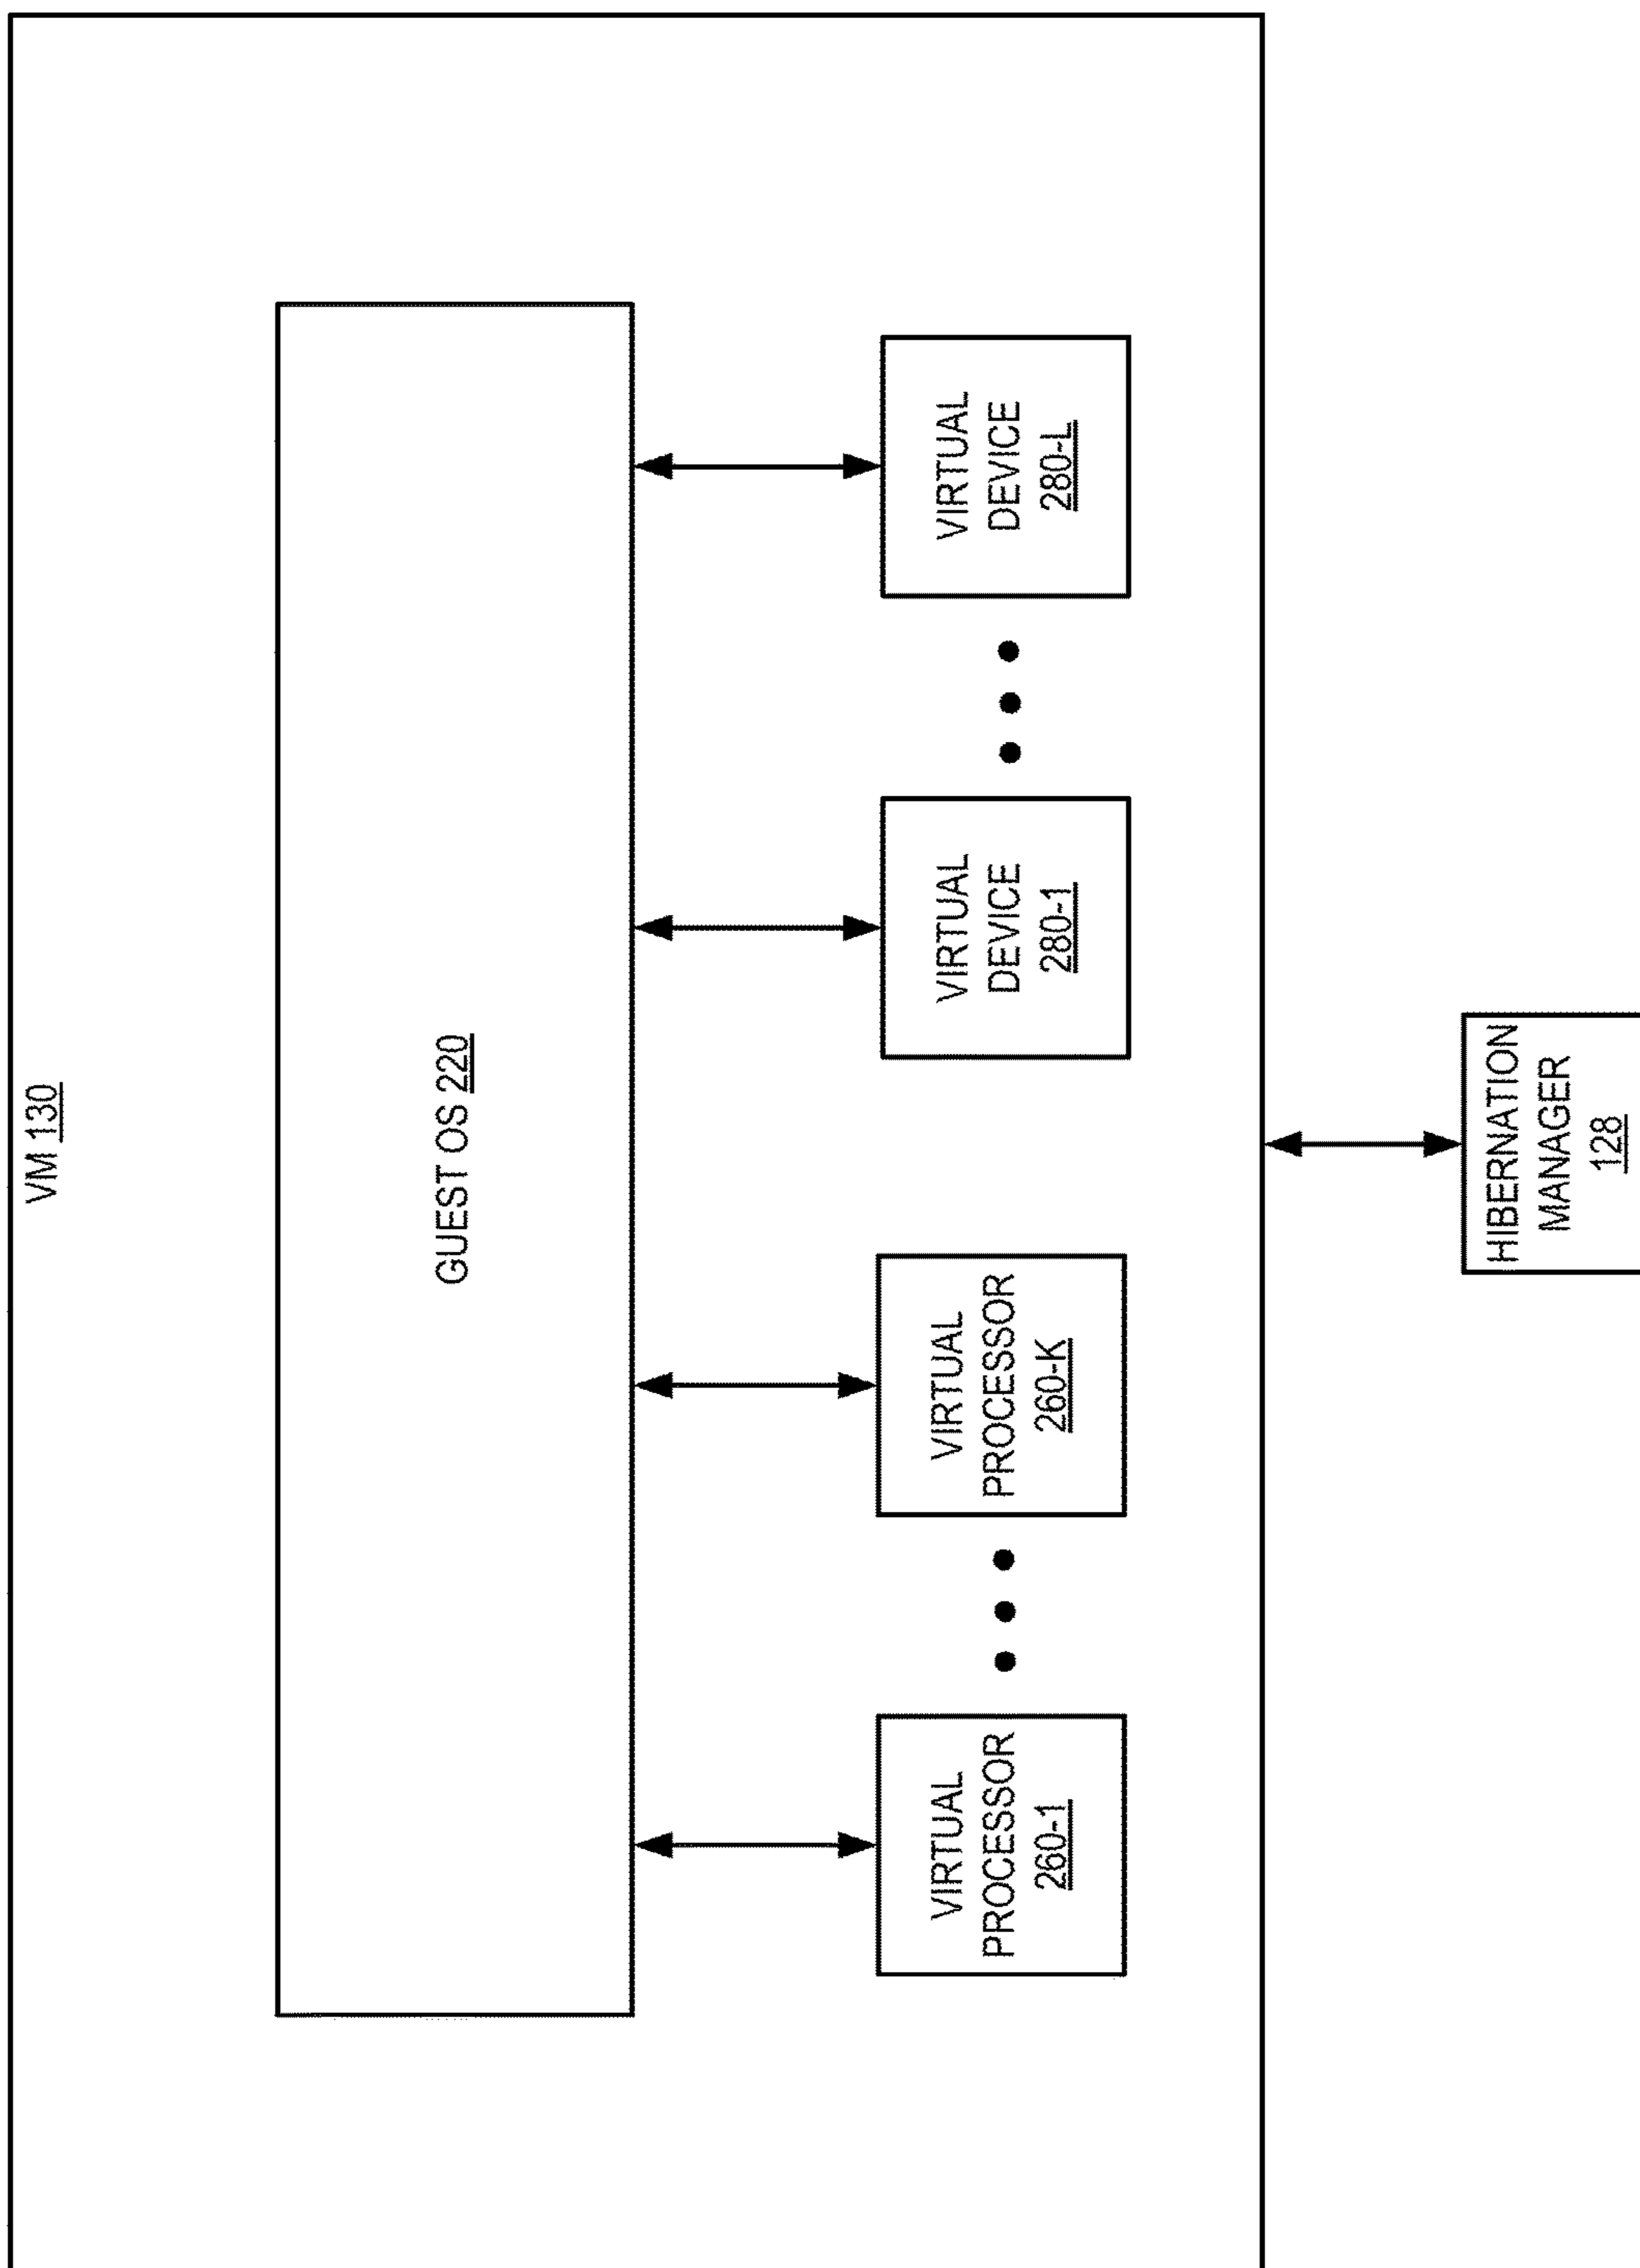 VM 130
GUEST OS 220
VIRTUAL
PROCESSOR
260-1
VIRTUAL
PROCESSOR
260-K
VIRTUAL
DEVICE
280-1
VIRTUAL
DEVICE
280-L
HIBERNATION
MANAGER
128